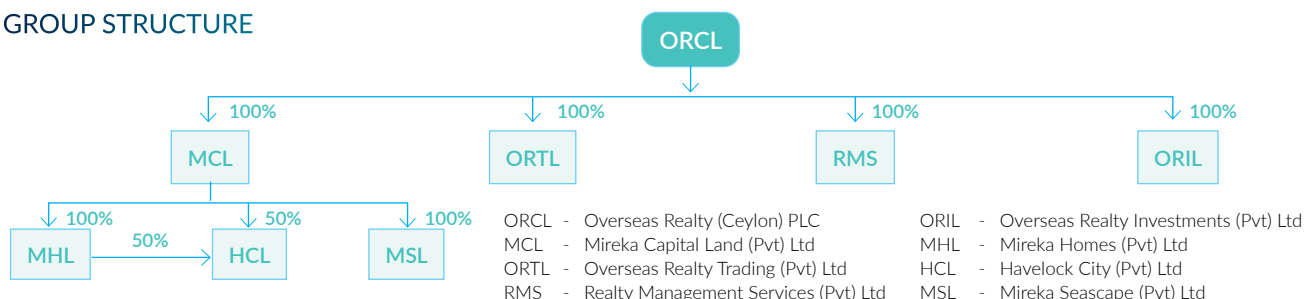 GROUP STRUCTURE
ORCL
100% 100% 100% 100%
MCL ORTL RMS ORIL
100% 50% 100%
50%
MHL HCL MSL
ORCL - Overseas Realty (Ceylon) PLC
MCL - Mireka Capital Land (Pvt) Ltd
ORTL - Overseas Realty Trading (Pvt) Ltd
RMS - Realty Management Services (Pvt) Ltd
ORIL - Overseas Realty Investments (Pvt) Ltd
MHL - Mireka Homes (Pvt) Ltd
HCL - Havelock City (Pvt) Ltd
MSL - Mireka Seascape (Pvt) Ltd